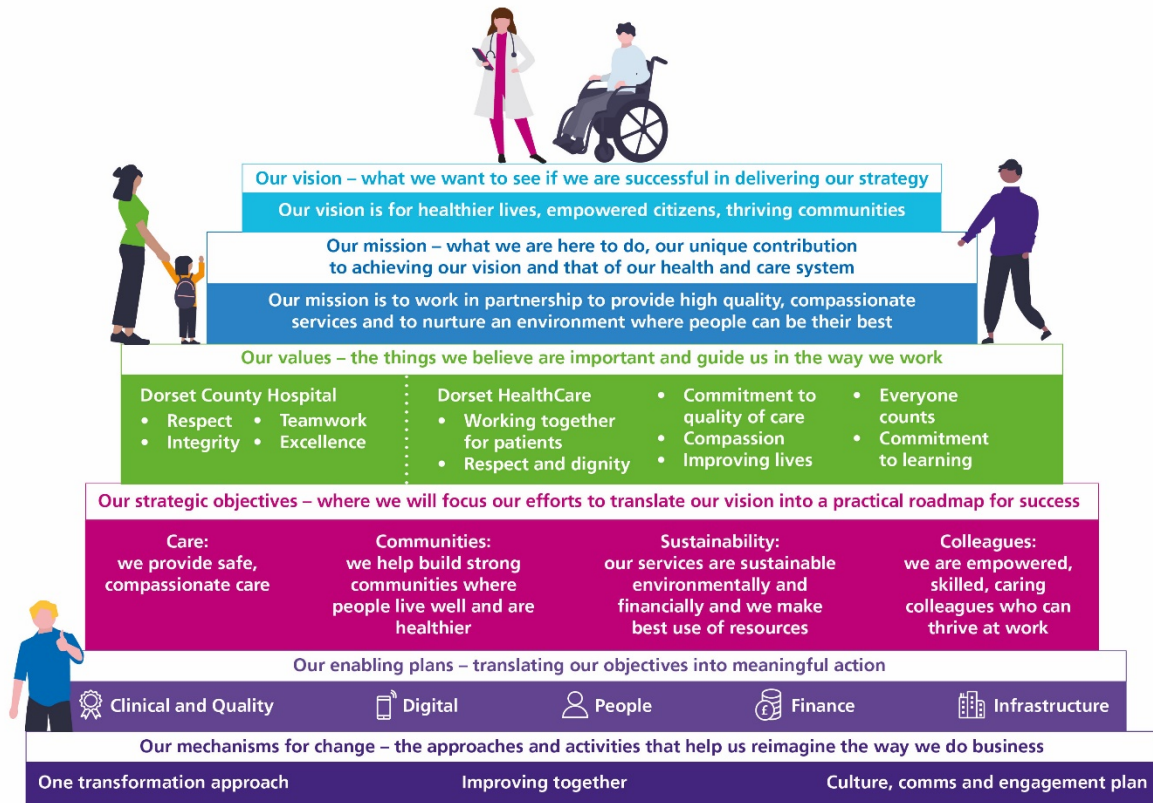 Our vision – what we want to see if we are successful in delivering our strategy
Our vision is for healthier lives, empowered citizens, thriving communities
Our mission – what we are here to do, our unique contribution
to achieving our vision and that of our health and care system
Our mission is to work in partnership to provide high quality, compassionate
services and to nurture an environment where people can be their best
Our values – the things we believe are important and guide us in the way we work
Dorset County Hospital
• Respect • Teamwork
• Integrity • Excellence
Dorset HealthCare
• Working together
for patients
• Respect and dignity
• Commitment to
quality of care
• Compassion
• Improving lives
• Everyone
counts
• Commitment
to learning
Our strategic objectives – where we will focus our efforts to translate our vision into a practical roadmap for success
Care:
we provide safe,
compassionate care
Communities:
we help build strong
communities where
people live well and are
healthier
Sustainability:
our services are sustainable
environmentally and
financially and we make
best use of resources
Colleagues:
we are empowered,
skilled, caring
colleagues who can
thrive at work
Our enabling plans – translating our objectives into meaningful action
Clinical and Quality
Digital
People
£
Finance
Infrastructure
Our mechanisms for change – the approaches and activities that help us reimagine the way we do business
One transformation approach
Improving together
Culture, comms and engagement plan